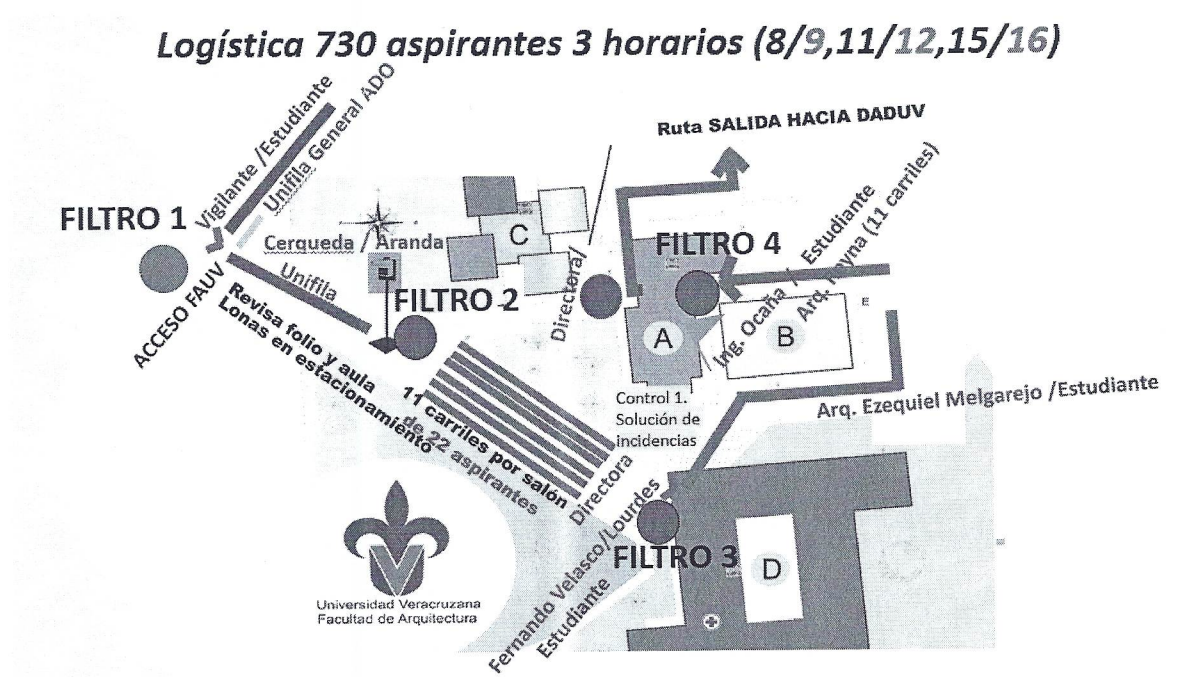 Logística 730 aspirantes 3 horarios (8/9,11/12,15/16)
Vigilante /Estudiante
Unifila General ADO
Ruta SALIDA HACIA DADUV
FILTRO 1
Cerqueda / Aranda
C
Directora/
FILTRO 4
Ing. Ocaña / Estudiante
Arq. Reyna (11 carriles)
ACCESO FAUV
Unifila
FILTRO 2
E
A
B
Revisa folio y aula
Lonas en estacionamiento
11 carriles por salón
de 22 aspirantes
Control 1.
Solución de
incidencias
Arq. Ezequiel Melgarejo /Estudiante
Directora
Fernando Velasco/Lourdes
Estudiante
FILTRO 3
D
Universidad Veracruzana
Facultad de Arquitectura